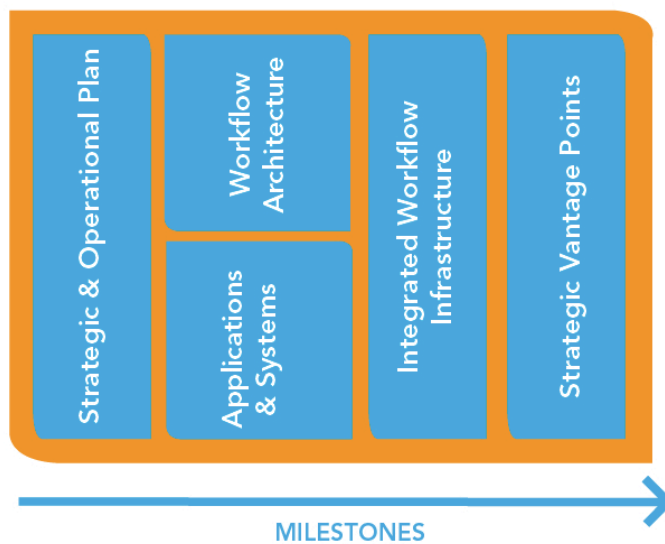 Strategic & Operational Plan
Workflow
Architecture
Applications
& Systems
Integrated Workflow
Infrastructure
Strategic Vantage Points
MILESTONES